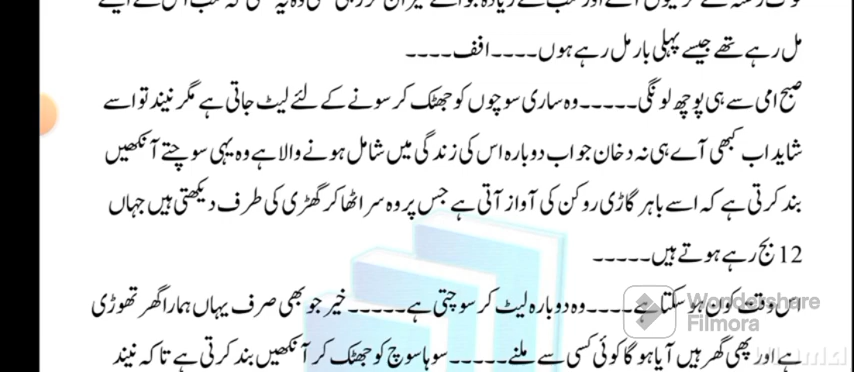 مل رہے تھے جیسے پہلی بار مل رہے ہوں۔۔۔۔افف۔۔۔۔
صبح امی سے ہی پوچھ لونگی۔۔۔۔۔وہ ساری سوچوں کو جھٹک کر سونے کے لئے لیٹ جاتی ہے مگر نیند تو اسے
شاید اب کبھی آے ہی نہ دخان جو اب دوبارہ اس کی زندگی میں شامل ہونے والا ہے وہ یہی سوچتے آنکھیں
بند کرتی ہے کہ اسے باہر گاڑی روکن کی آواز آتی ہے جس پر وہ سر اٹھا کر گھڑی کی طرف دیکھتی ہیں جہاں
12 بج رہے ہوتے ہیں۔۔۔۔۔
اس وقت کون ہو سکتا ہے۔۔۔۔وہ دوبارہ لیٹ کر سوچتی ہے۔۔۔۔۔۔خیر جو بھی صرف یہاں ہمارا گھر تھوڑی
ہے اور بھی گھر ہیں آیا ہو گا کوئی کسی سے ملنے۔۔۔۔۔سوہا سوچ کو جھٹک کر آنکھیں بند کرتی ہے تاکہ نیند
Wondershare
Filmora